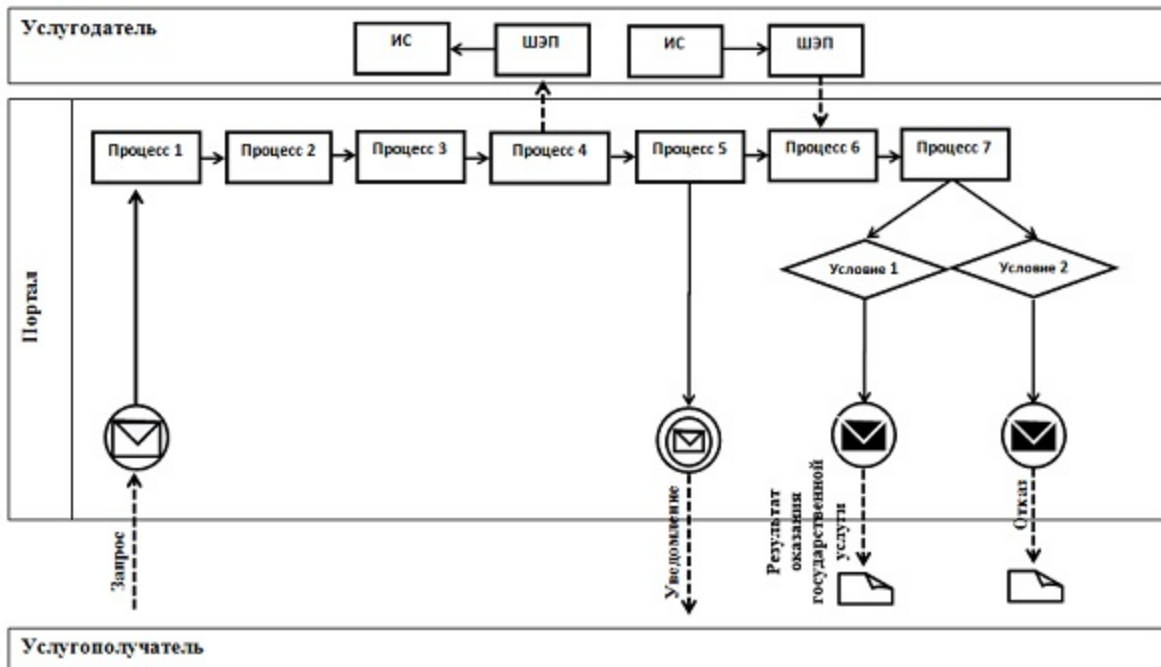 Услугодатель
ИС
ШЭП
ИС
ШЭП
Портал
Процесс 1
Процесс 2
Процесс 3
Процесс 4
Процесс 5
Процесс 6
Процесс 7
Условие 1
Условие 2
Запрос
Уведомление
Результат
оказания
государственной
услуги
Отказ
Услугополучатель